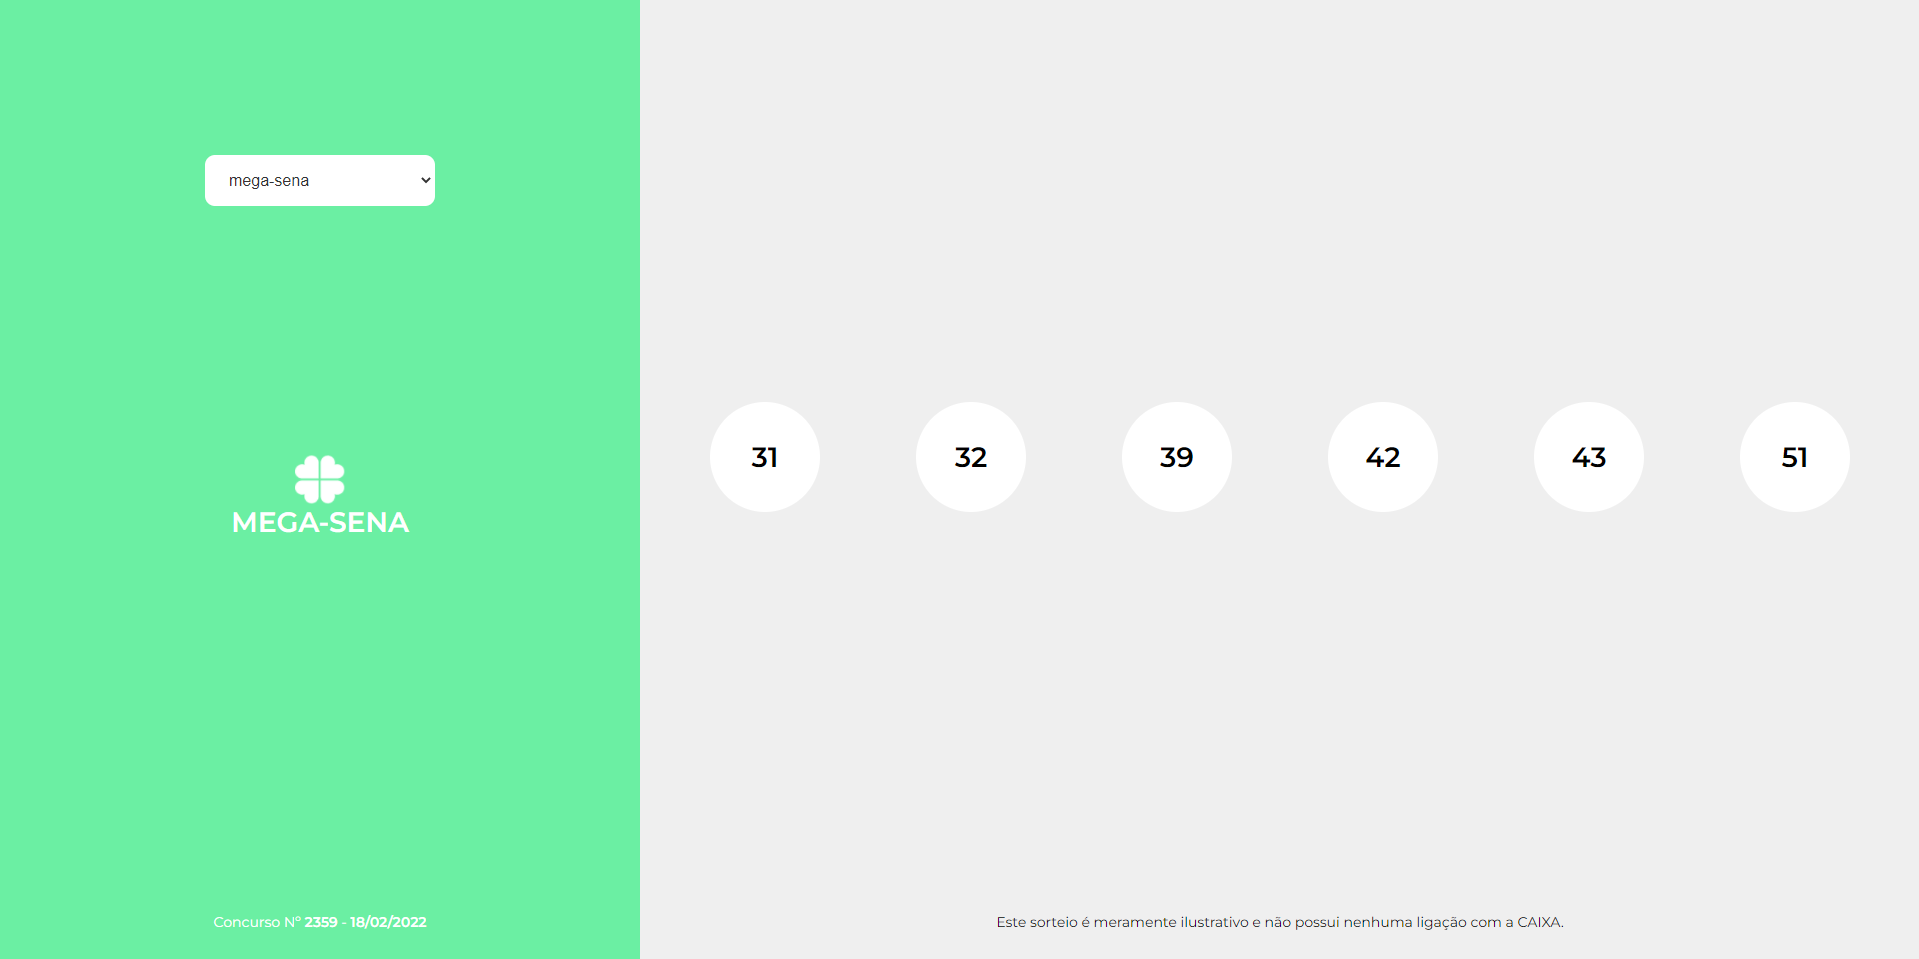 mega-sena
MEGA-SENA
Concurso Nº 2359 - 18/02/2022
31 32 39 42 43 51
Este sorteio é meramente ilustrativo e não possui nenhuma ligação com a CAIXA.